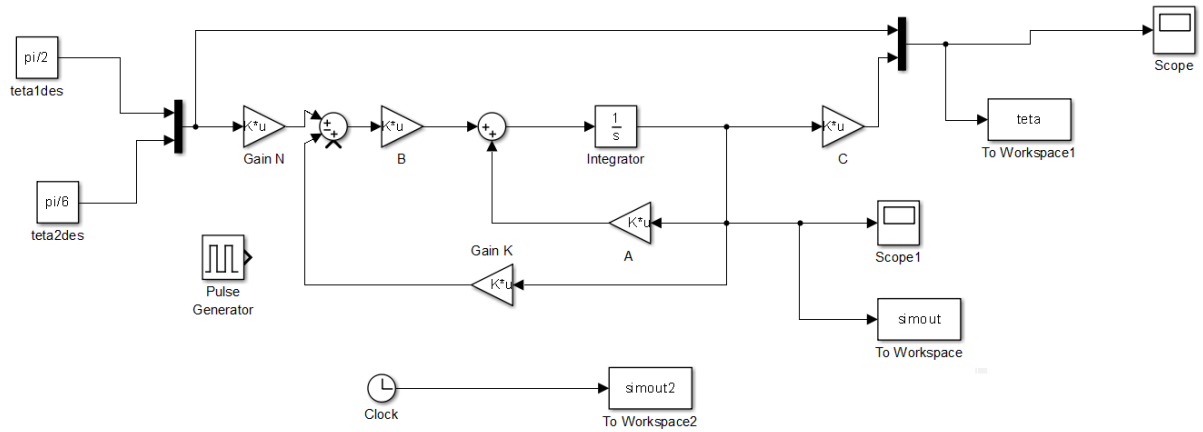 pi/2
teta1des
pi/6
teta2des
K*u
Gain N
+
−
+
K*u
B
+
+
1
s
Integrator
K*u
C
Scope
teta
To Workspace1
K*u
A
Gain K
K*u
Scope1
Pulse
Generator
simout
To Workspace
Clock
simout2
To Workspace2